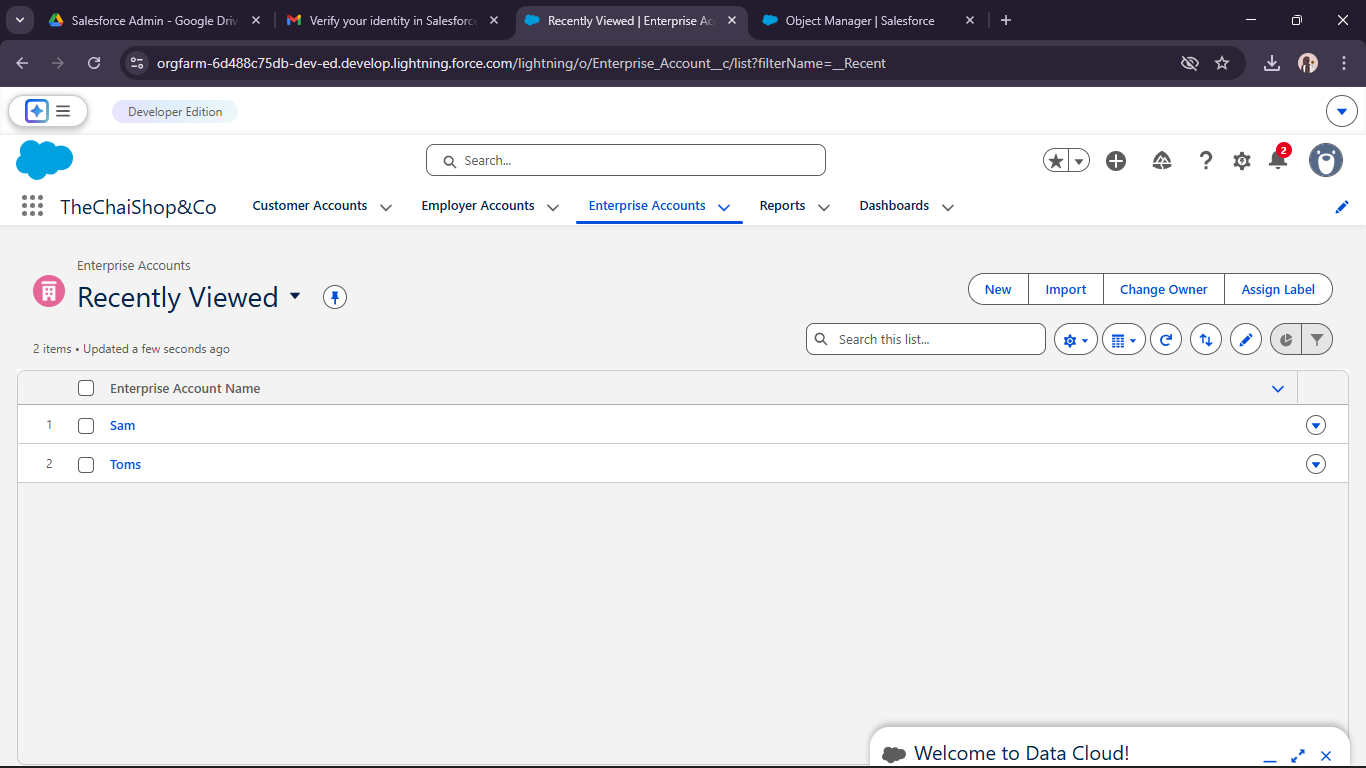 Salesforce Admin - Google Driv
Verify your identity in Salesforce
Recently Viewed | Enterprise Ac
Object Manager | Salesforce
orgfarm-6d488c75db-dev-ed.develop.lightning.force.com/lightning/o/Enterprise_Account__c/list?filterName=__Recent
Developer Edition
Search...
2
TheChaiShop&Co
Customer Accounts
Employer Accounts
Enterprise Accounts
Reports
Dashboards
Enterprise Accounts
Recently Viewed
New
Import
Change Owner
Assign Label
2 items • Updated a few seconds ago
Search this list...
Enterprise Account Name
1 Sam
2 Toms
Welcome to Data Cloud!